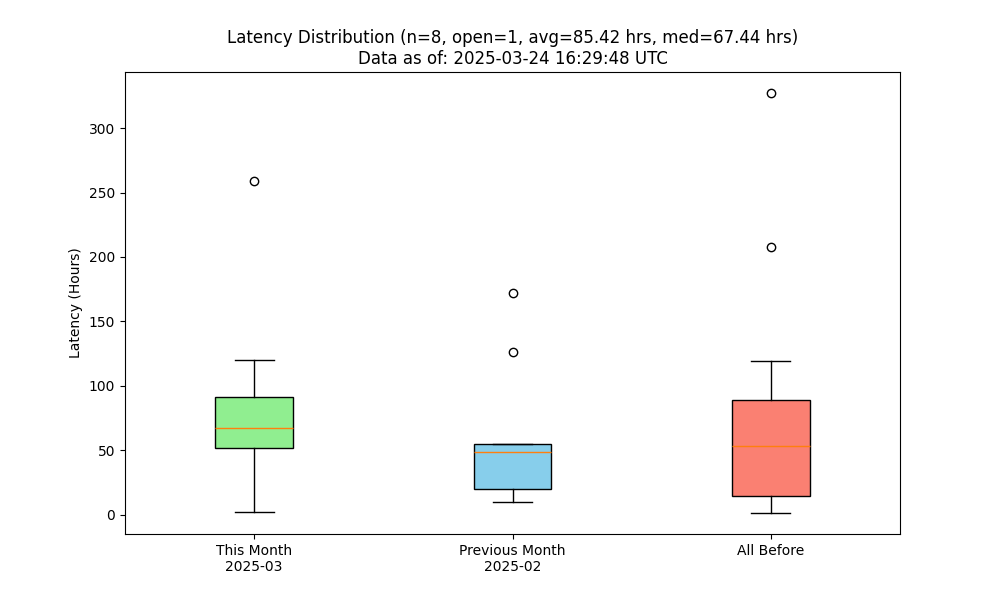 Latency Distribution (n=8, open=1, avg=85.42 hrs, med=67.44 hrs)
Data as of: 2025-03-24 16:29:48 UTC
Latency (Hours)
300
250
200
150
100
50
0
This Month
2025-03
Previous Month
2025-02
All Before